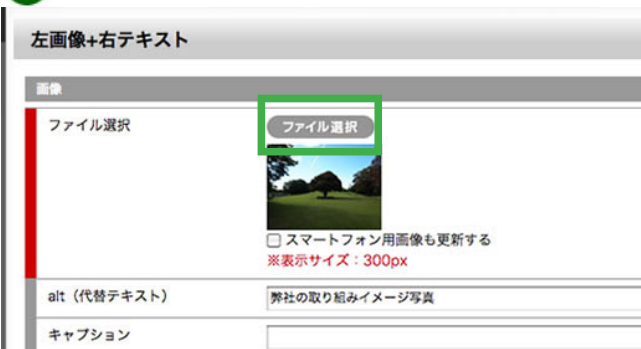 左画像+右テキスト
画像
ファイル選択
ファイル選択
スマートフォン用画像も更新する
※表示サイズ：300px
alt（代替テキスト）
弊社の取り組みイメージ写真
キャプション